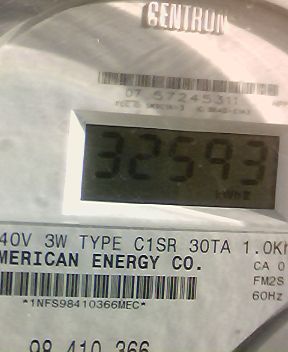 CENTRON
07 57245311
32593
kWh
40V 3W TYPE C1SR 30TA 1.0Kh
MERICAN ENERGY CO.
CA 0
FM2S
60Hz
*1NFS98410366MEC*
98 410 366